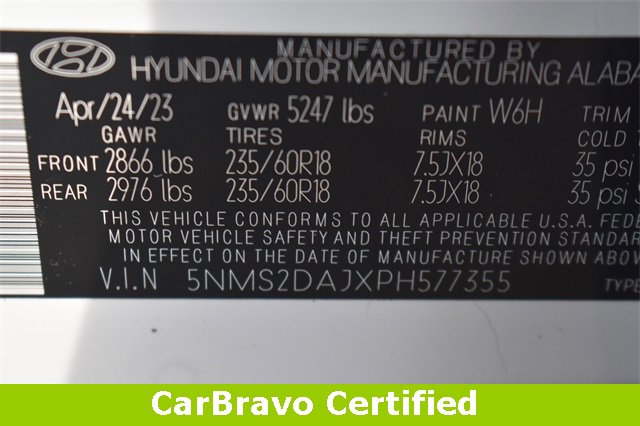 MANUFACTURED BY
HYUNDAI MOTOR MANUFACTURING ALABA
Apr/24/23 GVWR 5247 lbs PAINT W6H TRIM
GAWR TIRES RIMS COLD
FRONT 2866 lbs 235/60R18 7.5JX18 35 psi
REAR 2976 lbs 235/60R18 7.5JX18 35 psi
THIS VEHICLE CONFORMS TO ALL APPLICABLE U.S.A. FEDE
MOTOR VEHICLE SAFETY AND THEFT PREVENTION STANDAR
IN EFFECT ON THE DATE OF MANUFACTURE SHOWN ABOV
V.I.N 5NMS2DAJXPH577355 TYPE
CarBravo Certified